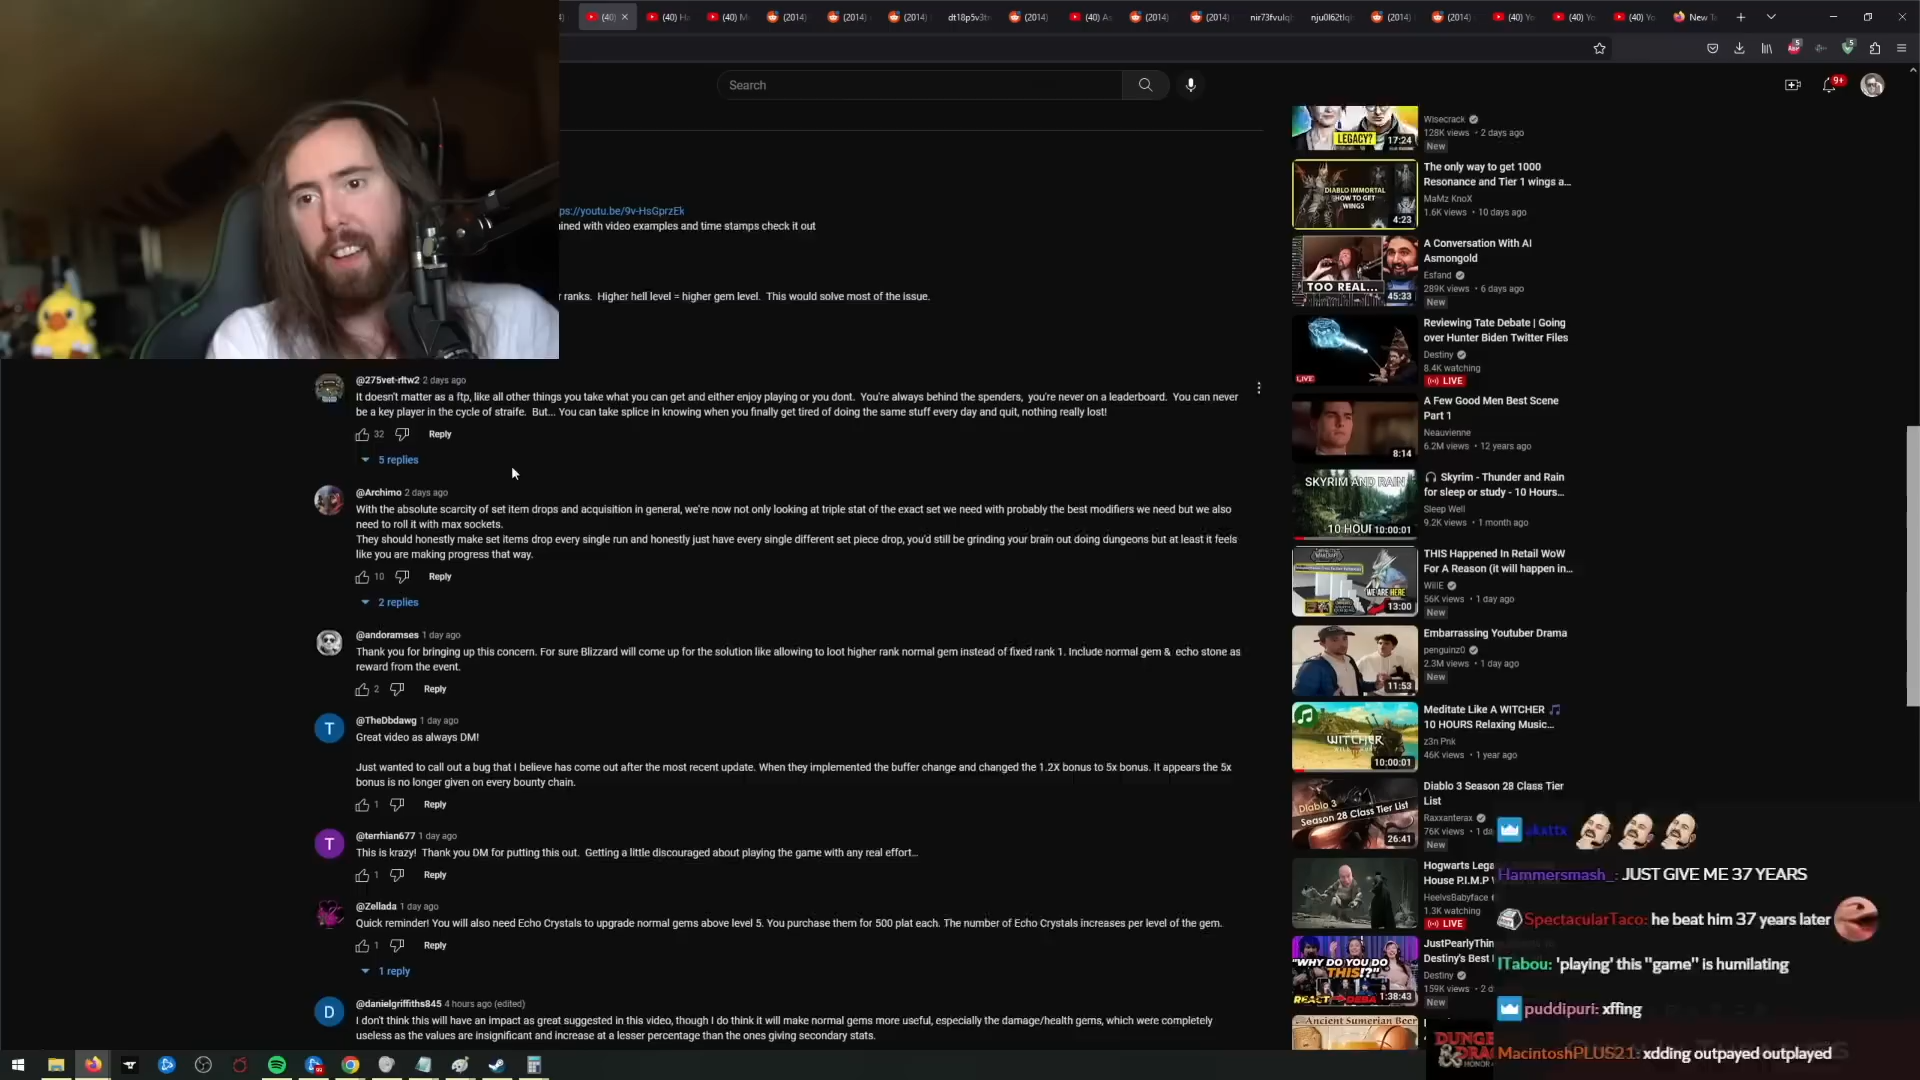 (40)
(40) Ha
(40) M
(2014)
(2014)
(2014)
dt18p5v3t
(2014)
(40) A
(2014)
(2014)
nir73fvulq
nju0l62tlq
(2014)
(2014)
(40) Yo
(40) Yo
(40) Yo
New T
Search
9+
ps://youtu.be/9v-HsGprzEk
ined with video examples and time stamps check it out
r ranks. Higher hell level = higher gem level. This would solve most of the issue.
@275vet-rltw2 2 days ago
It doesn't matter as a ftp, like all other things you take what you can get and either enjoy playing or you dont. You're always behind the spenders, you're never on a leaderboard. You can never
be a key player in the cycle of straife. But... You can take splice in knowing when you finally get tired of doing the same stuff every day and quit, nothing really lost!
32 Reply
5 replies
@Archimo 2 days ago
With the absolute scarcity of set item drops and acquisition in general, we're now not only looking at triple stat of the exact set we need with probably the best modifiers we need but we also
need to roll it with max sockets.
They should honestly make set items drop every single run and honestly just have every single different set piece drop, you'd still be grinding your brain out doing dungeons but at least it feels
like you are making progress that way.
10 Reply
2 replies
@andoramses 1 day ago
Thank you for bringing up this concern. For sure Blizzard will come up for the solution like allowing to loot higher rank normal gem instead of fixed rank 1. Include normal gem & echo stone as
reward from the event.
2 Reply
T
@TheDbdawg 1 day ago
Great video as always DM!
Just wanted to call out a bug that I believe has come out after the most recent update. When they implemented the buffer change and changed the 1.2X bonus to 5x bonus. It appears the 5x
bonus is no longer given on every bounty chain.
1 Reply
T
@terrhian677 1 day ago
This is krazy! Thank you DM for putting this out. Getting a little discouraged about playing the game with any real effort...
1 Reply
@Zellada 1 day ago
Quick reminder! You will also need Echo Crystals to upgrade normal gems above level 5. You purchase them for 500 plat each. The number of Echo Crystals increases per level of the gem.
1 Reply
1 reply
D
@danielgriffiths845 4 hours ago (edited)
I don't think this will have an impact as great suggested in this video, though I do think it will make normal gems more useful, especially the damage/health gems, which were completely
useless as the values are insignificant and increase at a lesser percentage than the ones giving secondary stats.
LEGACY?
17:24
Wisecrack
128K views • 2 days ago
New
DIABLO IMMORTAL
HOW TO GET
WINGS
4:23
The only way to get 1000
Resonance and Tier 1 wings a...
MaMz KnoX
1.6K views • 10 days ago
TOO REAL...
45:33
A Conversation With AI
Asmongold
Esfand
289K views • 6 days ago
New
LIVE
Reviewing Tate Debate | Going
over Hunter Biden Twitter Files
Destiny
8.4K watching
LIVE
8:14
A Few Good Men Best Scene
Part 1
Neauvienne
6.2M views • 12 years ago
SKYRIM AND RAIN
10 HOUR
10:00:01
Skyrim - Thunder and Rain
for sleep or study - 10 Hours...
Sleep Well
9.2K views • 1 month ago
WE ARE HERE
13:00
THIS Happened In Retail WoW
For A Reason (it will happen in...
WillE
56K views • 1 day ago
New
11:53
Embarrassing Youtuber Drama
penguinz0
2.3M views • 1 day ago
New
THE
WITCHER
10:00:01
Meditate Like A WITCHER
10 HOURS Relaxing Music...
z3n Pnk
46K views • 1 year ago
Diablo 3
Season 28 Class Tier List
26:41
Diablo 3 Season 28 Class Tier
List
Raxxanterax
76K views • 1 da
New
Hogwarts Lega
House P.I.M.P
HeelvsBabyface
1.3K watching
LIVE
"WHY DO YOU DO
THIS!?"
REACT
DEBA
1:38:43
JustPearlyThin
Destiny's Best
Destiny
159K views • 2 d
New
Ancient Sumerian Beer
DUNGE
DRA
HONOR A
akxttx
Hammersmash_: JUST GIVE ME 37 YEARS
SpectacularTaco: he beat him 37 years later
ITabou: 'playing' this "game" is humilating
puddipuri: xffing
MacintoshPLUS21: xdding outpayed outplayed